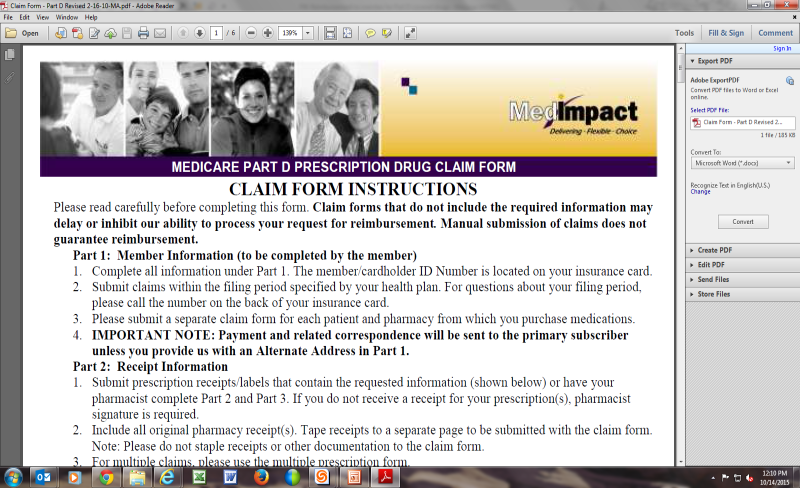 Claim Form - Part D Revised 2-16-10-MA.pdf - Adobe Reader
File Edit View Window Help
Open 1 / 6 139% Tools Fill & Sign Comment
Sign In
Export PDF
Adobe ExportPDF
Convert PDF files to Word or Excel
online.
Select PDF File:
Claim Form - Part D Revised 2...
1 file / 185 KB
Convert To:
Microsoft Word (*.docx)
Recognize Text in English(U.S.)
Change
Convert
Create PDF
Edit PDF
Send Files
Store Files
MedImpact
Delivering - Flexible - Choice
MEDICARE PART D PRESCRIPTION DRUG CLAIM FORM
CLAIM FORM INSTRUCTIONS
Please read carefully before completing this form. Claim forms that do not include the required information may
delay or inhibit our ability to process your request for reimbursement. Manual submission of claims does not
guarantee reimbursement.
Part 1: Member Information (to be completed by the member)
1. Complete all information under Part 1. The member/cardholder ID Number is located on your insurance card.
2. Submit claims within the filing period specified by your health plan. For questions about your filing period,
please call the number on the back of your insurance card.
3. Please submit a separate claim form for each patient and pharmacy from which you purchase medications.
4. IMPORTANT NOTE: Payment and related correspondence will be sent to the primary subscriber
unless you provide us with an Alternate Address in Part 1.
Part 2: Receipt Information
1. Submit prescription receipts/labels that contain the requested information (shown below) or have your
pharmacist complete Part 2 and Part 3. If you do not receive a receipt for your prescription(s), pharmacist
signature is required.
2. Include all original pharmacy receipt(s). Tape receipts to a separate page to be submitted with the claim form.
Note: Please do not staple receipts or other documentation to the claim form.
3. For multiple claims, please use the multiple prescription form.
12:10 PM
10/14/2015